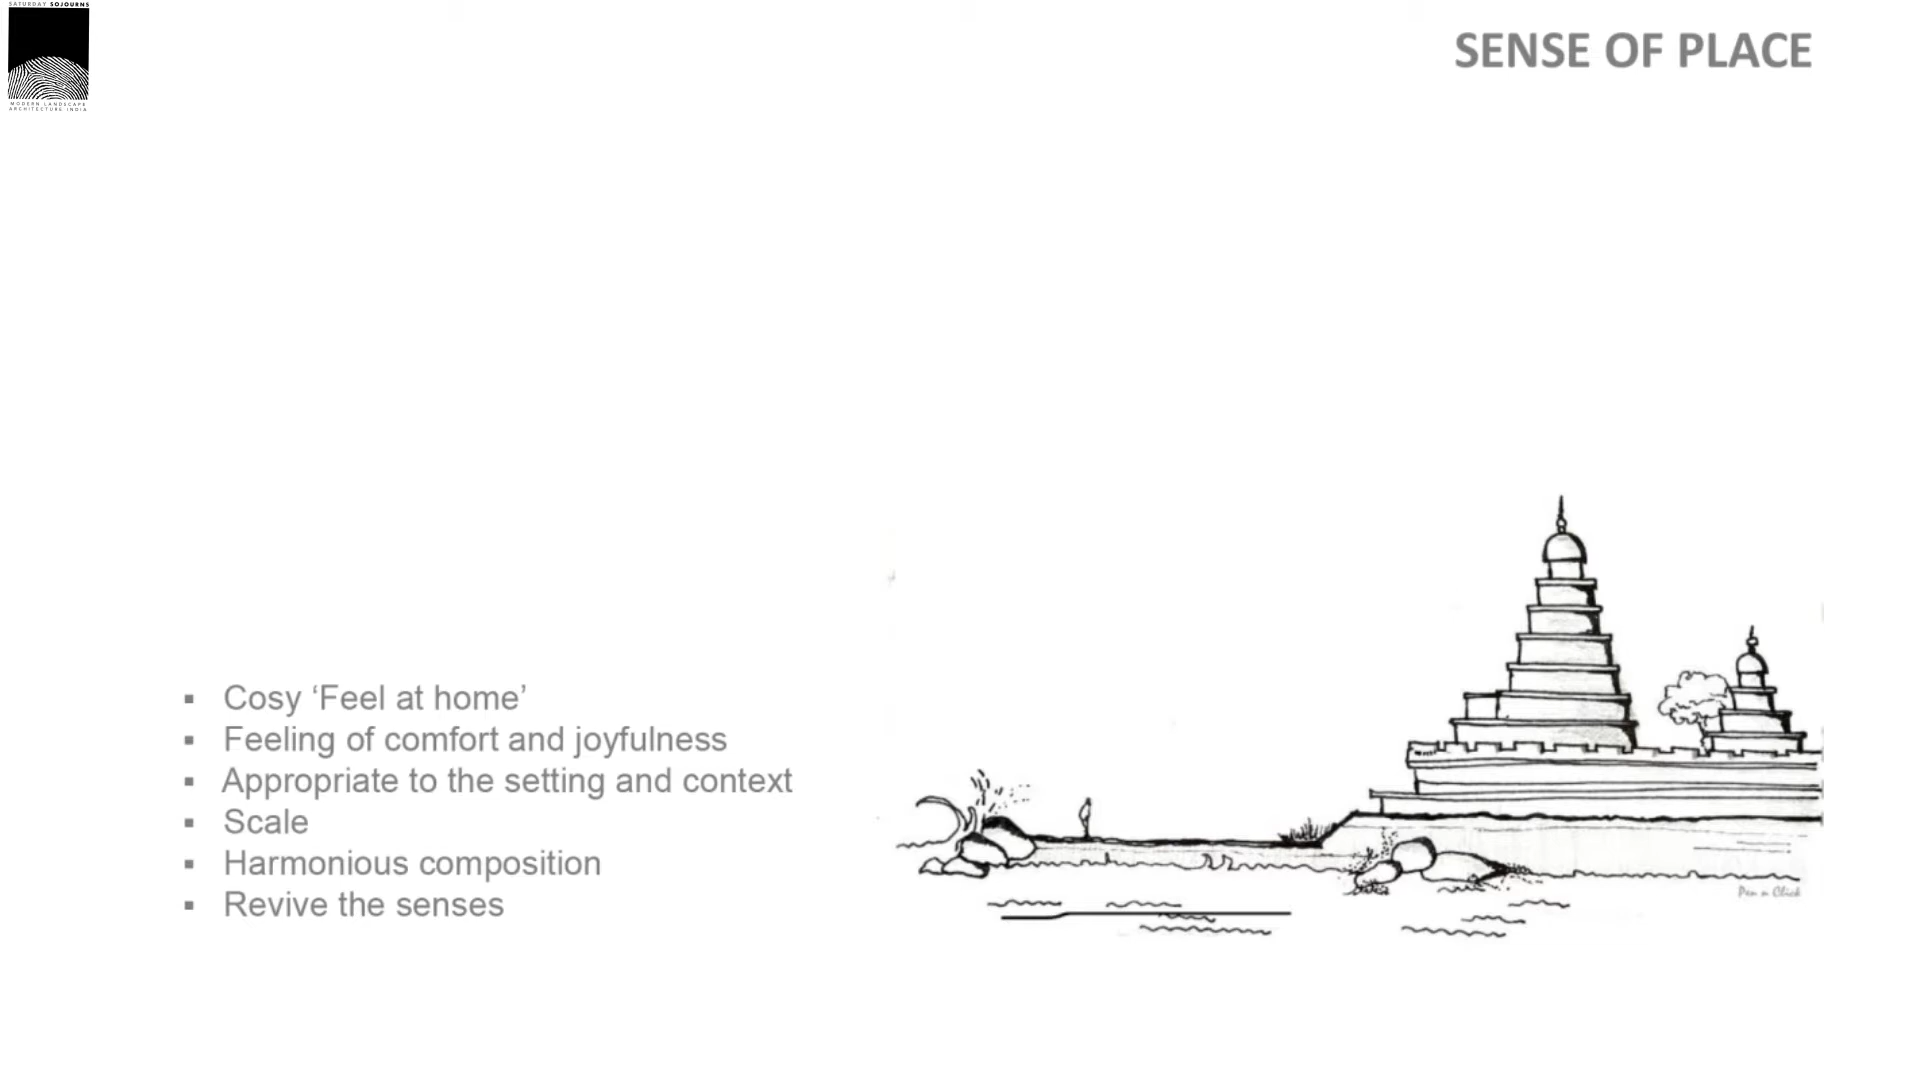 SATURDAY SOJOURNS
MODERN LANDSCAPE
ARCHITECTURE INDIA
SENSE OF PLACE
▪ Cosy ‘Feel at home’
▪ Feeling of comfort and joyfulness
▪ Appropriate to the setting and context
▪ Scale
▪ Harmonious composition
▪ Revive the senses
Pen n Click